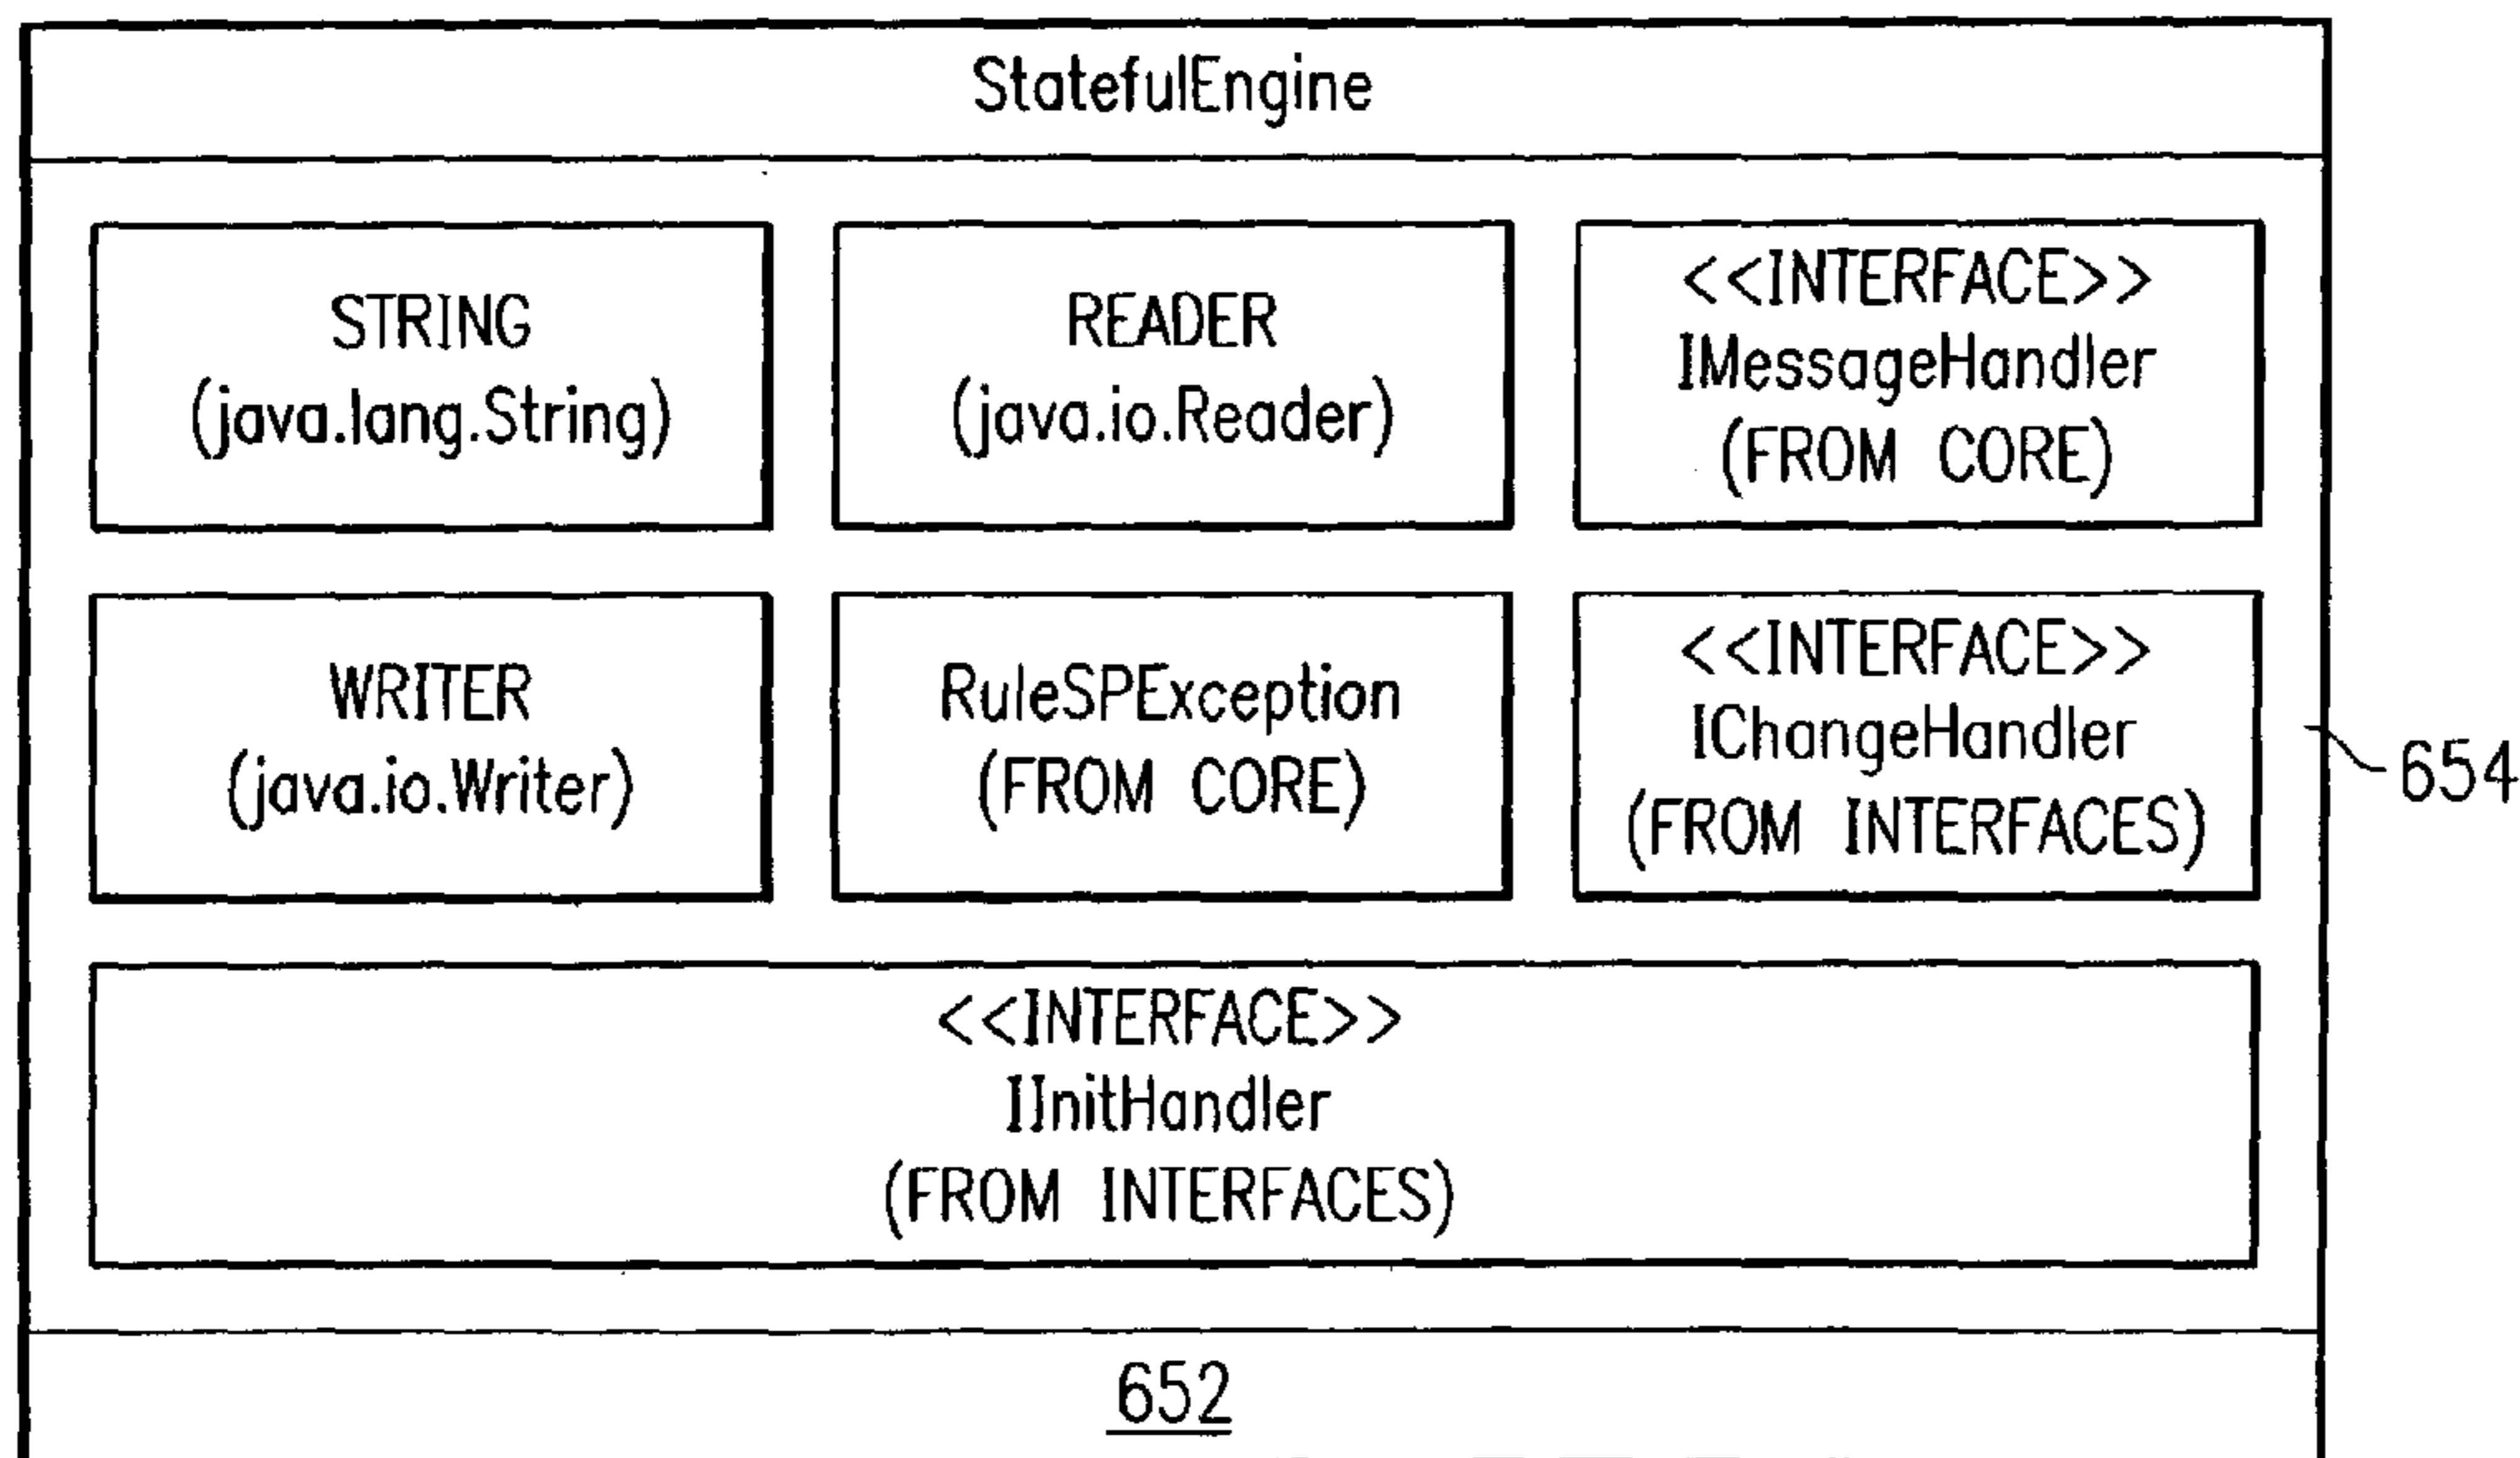 StatefulEngine
STRING
(java.lang.String)
READER
(java.io.Reader)
<<INTERFACE>>
IMessageHandler
(FROM CORE)
WRITER
(java.io.Writer)
RuleSPException
(FROM CORE)
<<INTERFACE>>
IChangeHandler
(FROM INTERFACES)
654
<<INTERFACE>>
IInitHandler
(FROM INTERFACES)
652